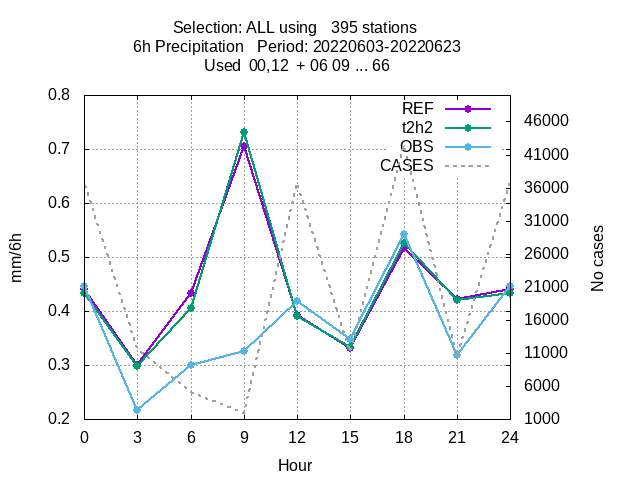 Selection: ALL using   395 stations
6h Precipitation   Period: 20220603-20220623
Used  00,12  + 06 09 ... 66
REF
t2h2
OBS
CASES
0.8
0.7
0.6
0.5
0.4
0.3
0.2
mm/6h
46000
41000
36000
31000
26000
21000
16000
11000
6000
1000
No cases
0 3 6 9 12 15 18 21 24
Hour